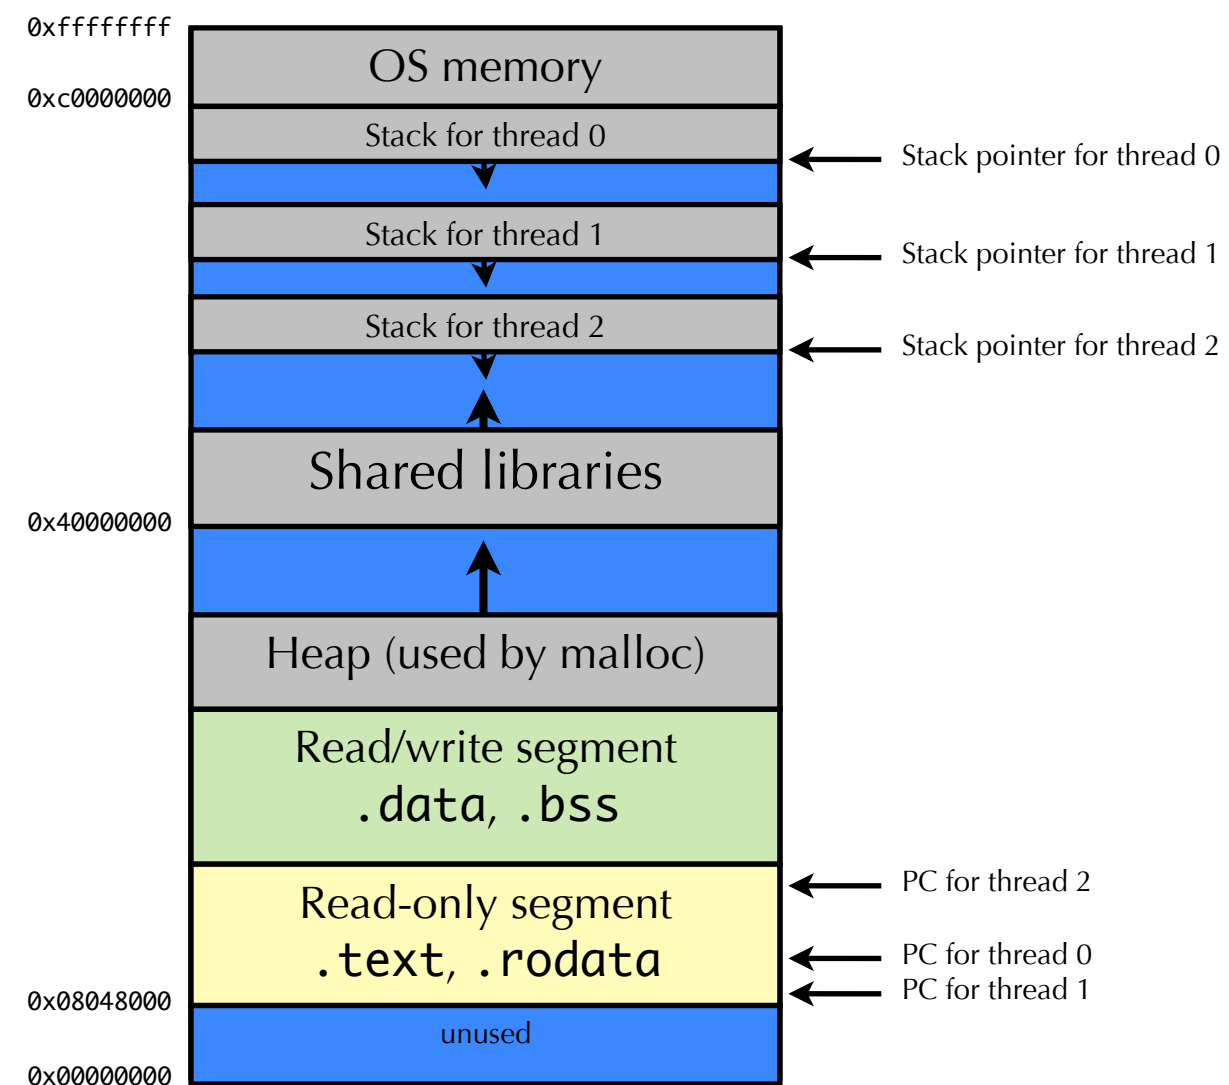 0xffffffff
OS memory
0xc0000000
Stack for thread 0
Stack pointer for thread 0
Stack for thread 1
Stack pointer for thread 1
Stack for thread 2
Stack pointer for thread 2
Shared libraries
0x40000000
Heap (used by malloc)
Read/write segment
.data, .bss
PC for thread 2
Read-only segment
.text, .rodata
PC for thread 0
PC for thread 1
0x08048000
unused
0x00000000